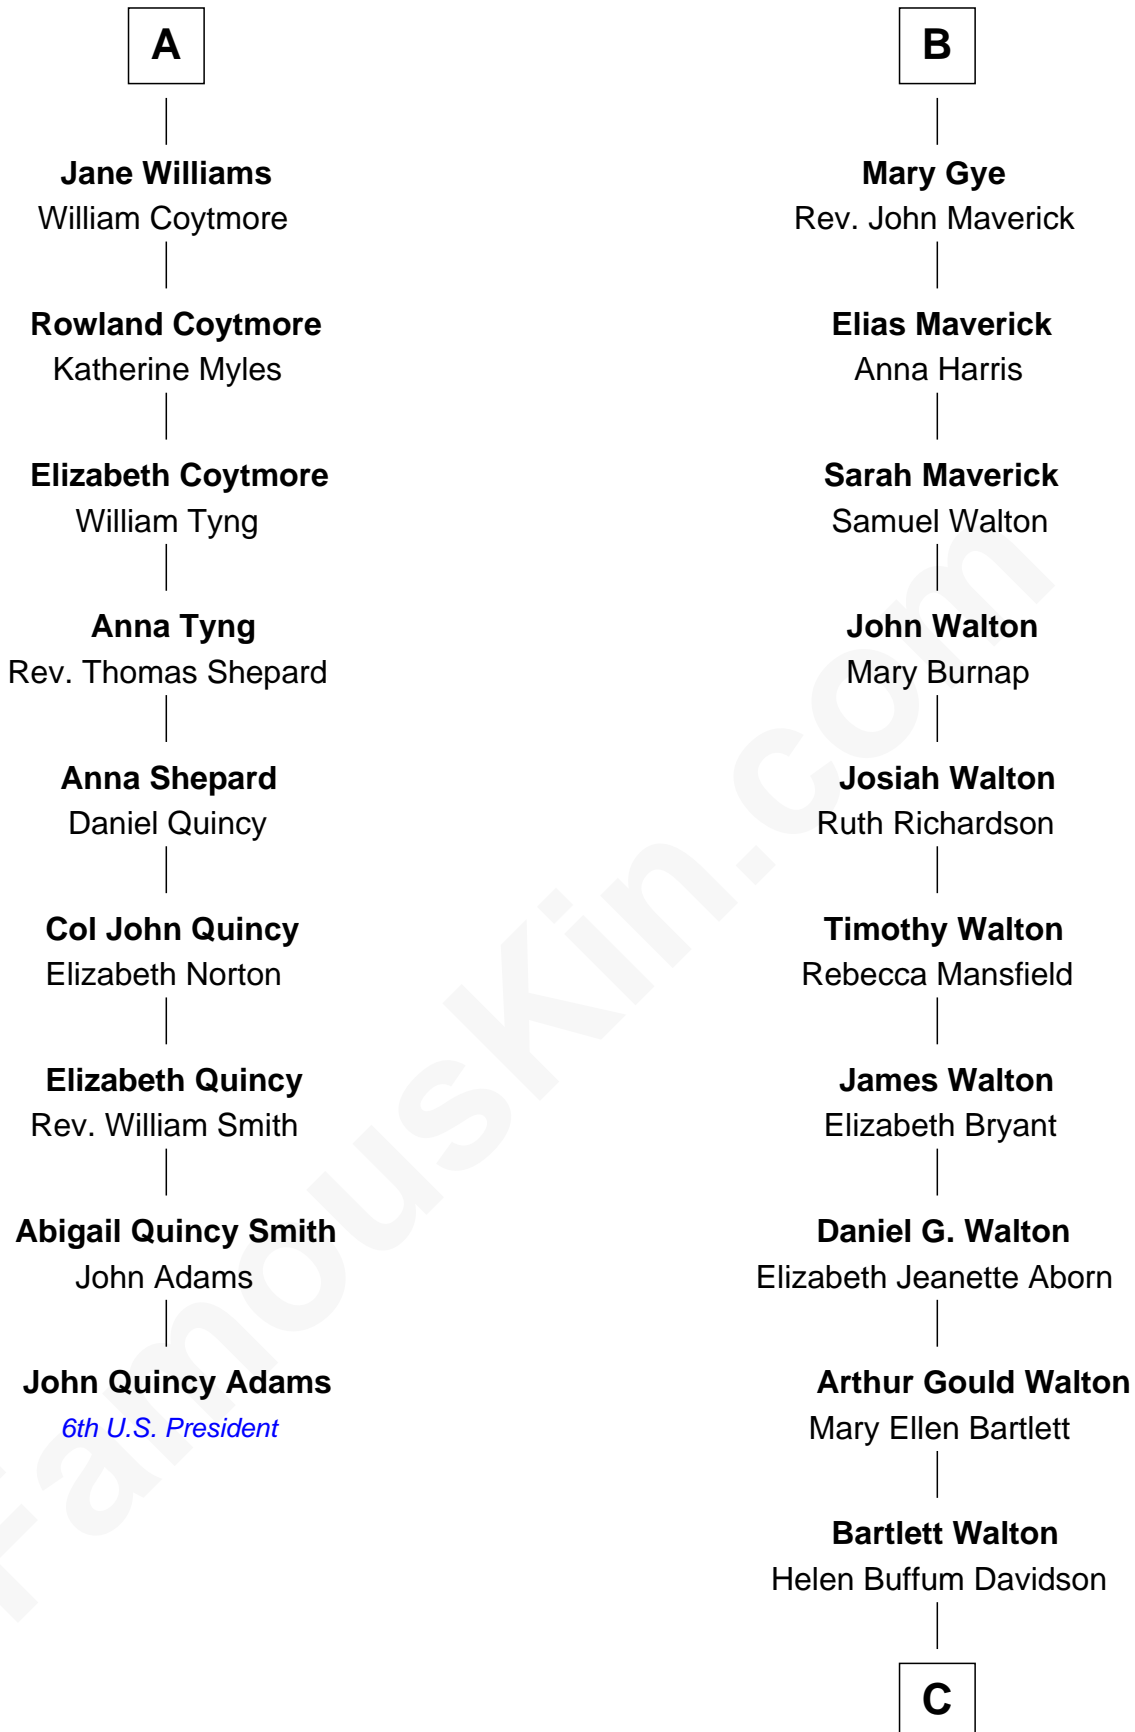 A
Jane Williams
William Coytmore
Rowland Coytmore
Katherine Myles
Elizabeth Coytmore
William Tyng
Anna Tyng
Rev. Thomas Shepard
Anna Shepard
Daniel Quincy
Col John Quincy
Elizabeth Norton
Elizabeth Quincy
Rev. William Smith
Abigail Quincy Smith
John Adams
John Quincy Adams
6th U.S. President
B
Mary Gye
Rev. John Maverick
Elias Maverick
Anna Harris
Sarah Maverick
Samuel Walton
John Walton
Mary Burnap
Josiah Walton
Ruth Richardson
Timothy Walton
Rebecca Mansfield
James Walton
Elizabeth Bryant
Daniel G. Walton
Elizabeth Jeanette Aborn
Arthur Gould Walton
Mary Ellen Bartlett
Bartlett Walton
Helen Buffum Davidson
C
FamousKin.com